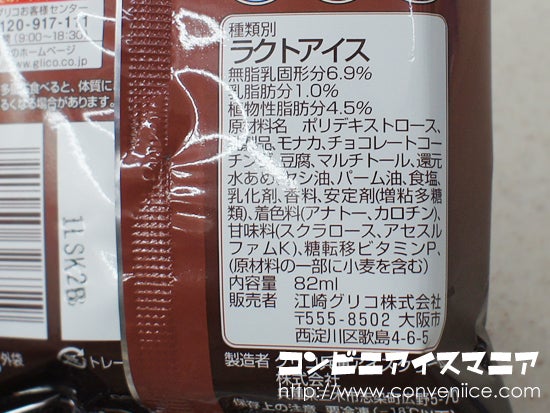 リコお客様センター
120-917-111
(9:00〜18:30)
のホームページ
www.glico.co.jp
多量に食べると、体質に
るくなる場合があります。
11SK2B
外袋
トレー
種類別
ラクトアイス
無脂乳固形分6.9%
乳脂肪分1.0%
植物性脂肪分4.5%
原材料名 ポリデキストロース、
製品、モナカ、チョコレートコー
チング、豆腐、マルチトール、還元
水あめ、ヤシ油、パーム油、食塩、
乳化剤、香料、安定剤(増粘多糖
類)、着色料(アナトー、カロチン)、
甘味料(スクラロース、アセスル
ファムK)、糖転移ビタミンP、
(原材料の一部に小麦を含む)
内容量 82ml
販売者 江崎グリコ株式会社
〒555-8502 大阪市
西淀川区歌島4-6-5
製造者
株式会社
コンビニアイスマニア
www.conveniice.com